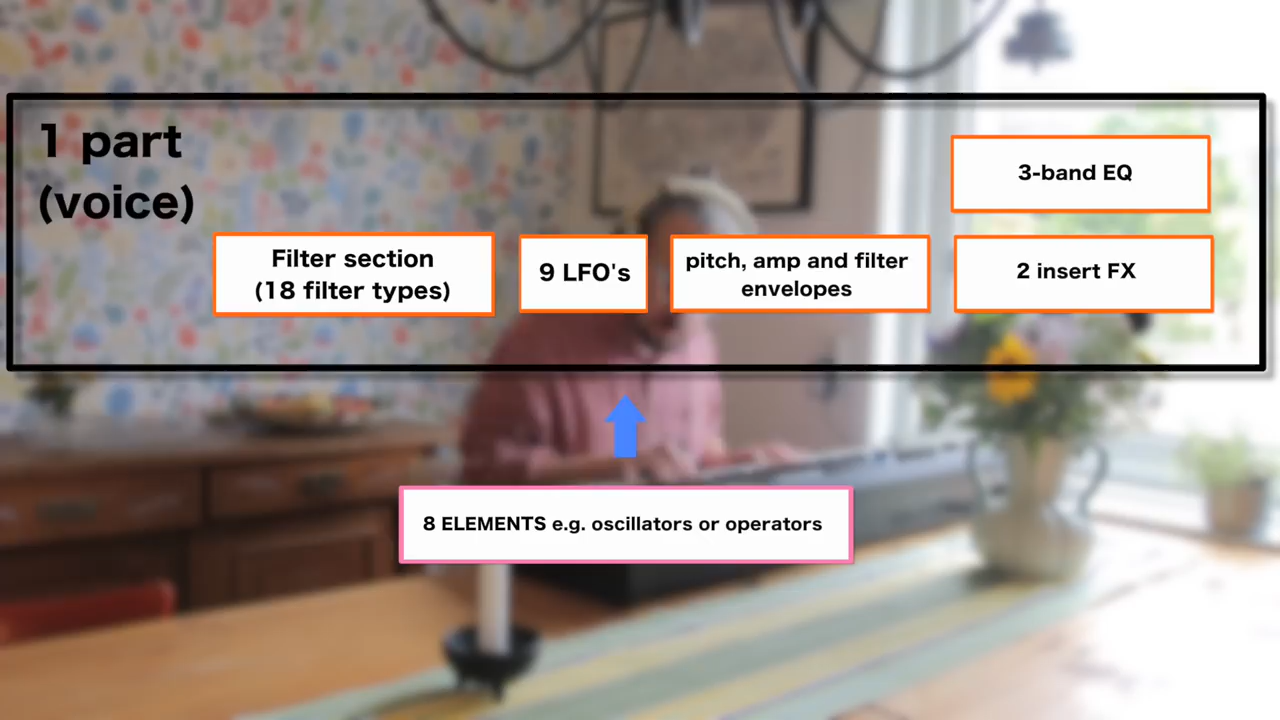 1 part
(voice)
3-band EQ
Filter section
(18 filter types)
9 LFO's
pitch, amp and filter
envelopes
2 insert FX
8 ELEMENTS e.g. oscillators or operators